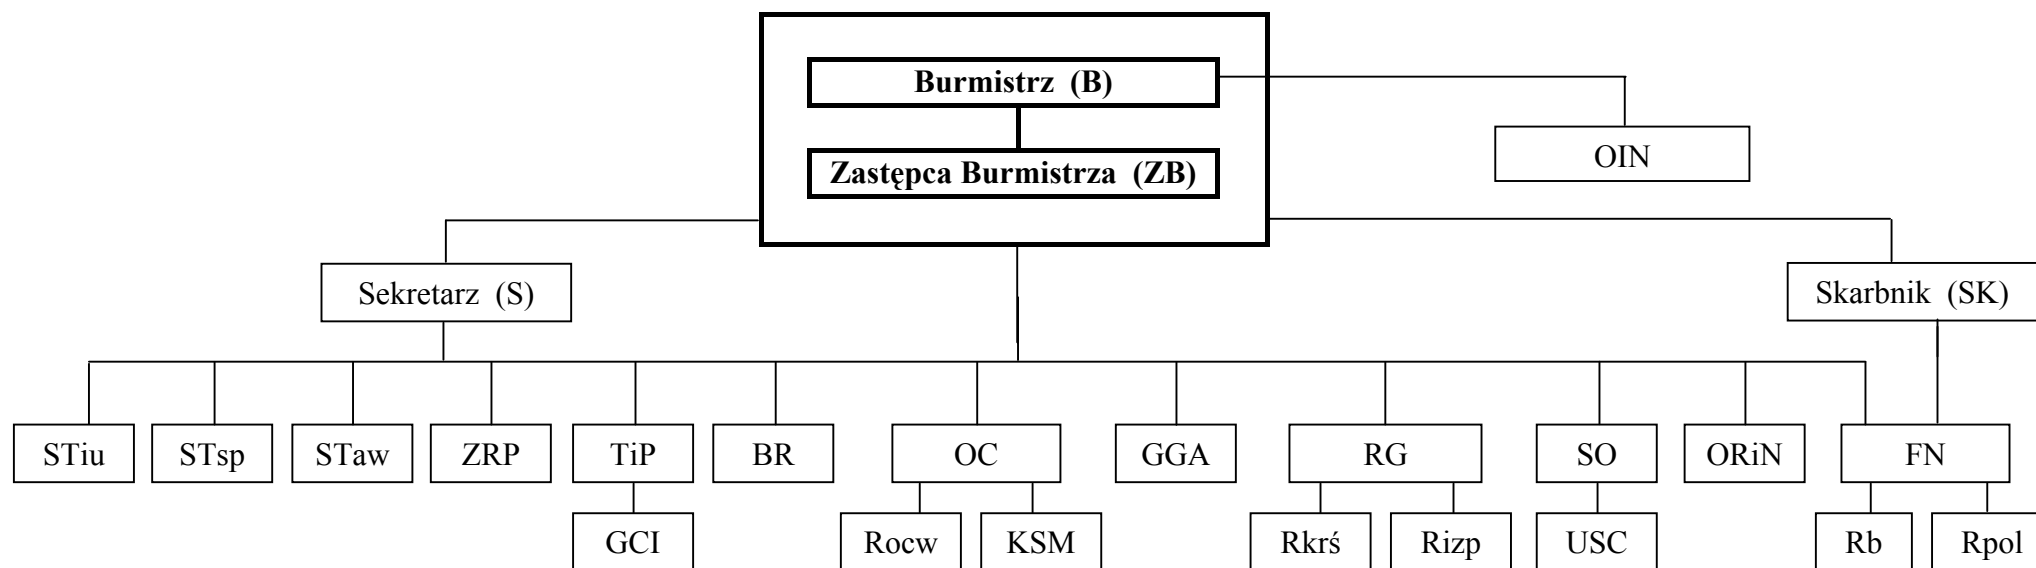 Burmistrz (B)
OIN
Zastępca Burmistrza (ZB)
Sekretarz (S)
Skarbnik (SK)
STiu
STsp
STaw
ZRP
TiP
BR
OC
GGA
RG
SO
ORiN
FN
GCI
Rocw
KSM
Rkrś
Rizp
USC
Rb
Rpol